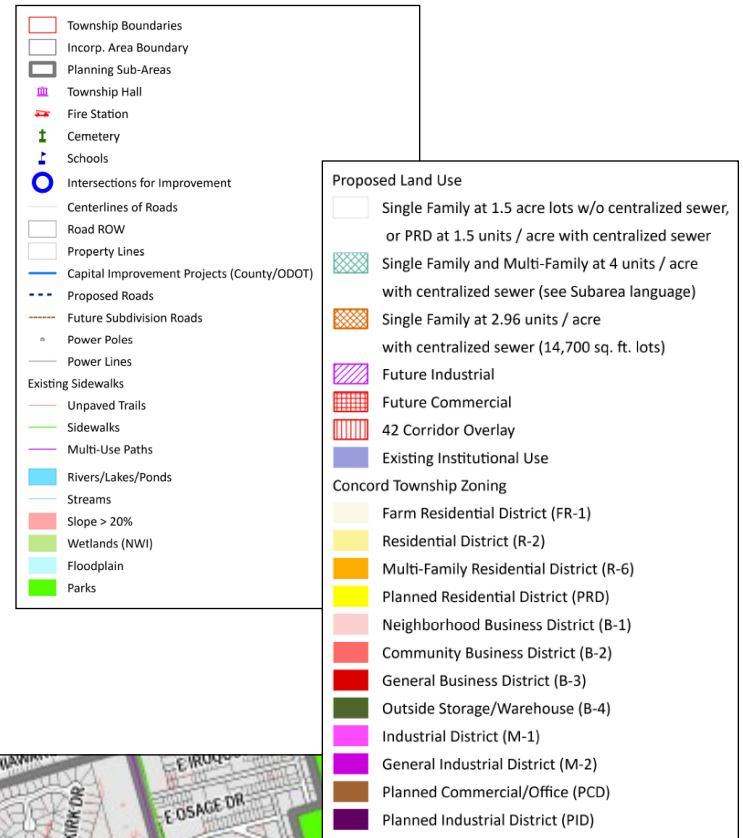 Township Boundaries
Incorp. Area Boundary
Planning Sub-Areas
Township Hall
Fire Station
Cemetery
Schools
Intersections for Improvement
Centerlines of Roads
Road ROW
Property Lines
Capital Improvement Projects (County/ODOT)
Proposed Roads
Future Subdivision Roads
Power Poles
Power Lines
Existing Sidewalks
Unpaved Trails
Sidewalks
Multi-Use Paths
Rivers/Lakes/Ponds
Streams
Slope > 20%
Wetlands (NWI)
Floodplain
Parks
Proposed Land Use
Single Family at 1.5 acre lots w/o centralized sewer,
or PRD at 1.5 units / acre with centralized sewer
Single Family and Multi-Family at 4 units / acre
with centralized sewer (see Subarea language)
Single Family at 2.96 units / acre
with centralized sewer (14,700 sq. ft. lots)
Future Industrial
Future Commercial
42 Corridor Overlay
Existing Institutional Use
Concord Township Zoning
Farm Residential District (FR-1)
Residential District (R-2)
Multi-Family Residential District (R-6)
Planned Residential District (PRD)
Neighborhood Business District (B-1)
Community Business District (B-2)
General Business District (B-3)
Outside Storage/Warehouse (B-4)
Industrial District (M-1)
General Industrial District (M-2)
Planned Commercial/Office (PCD)
Planned Industrial District (PID)
E OSAGE DR